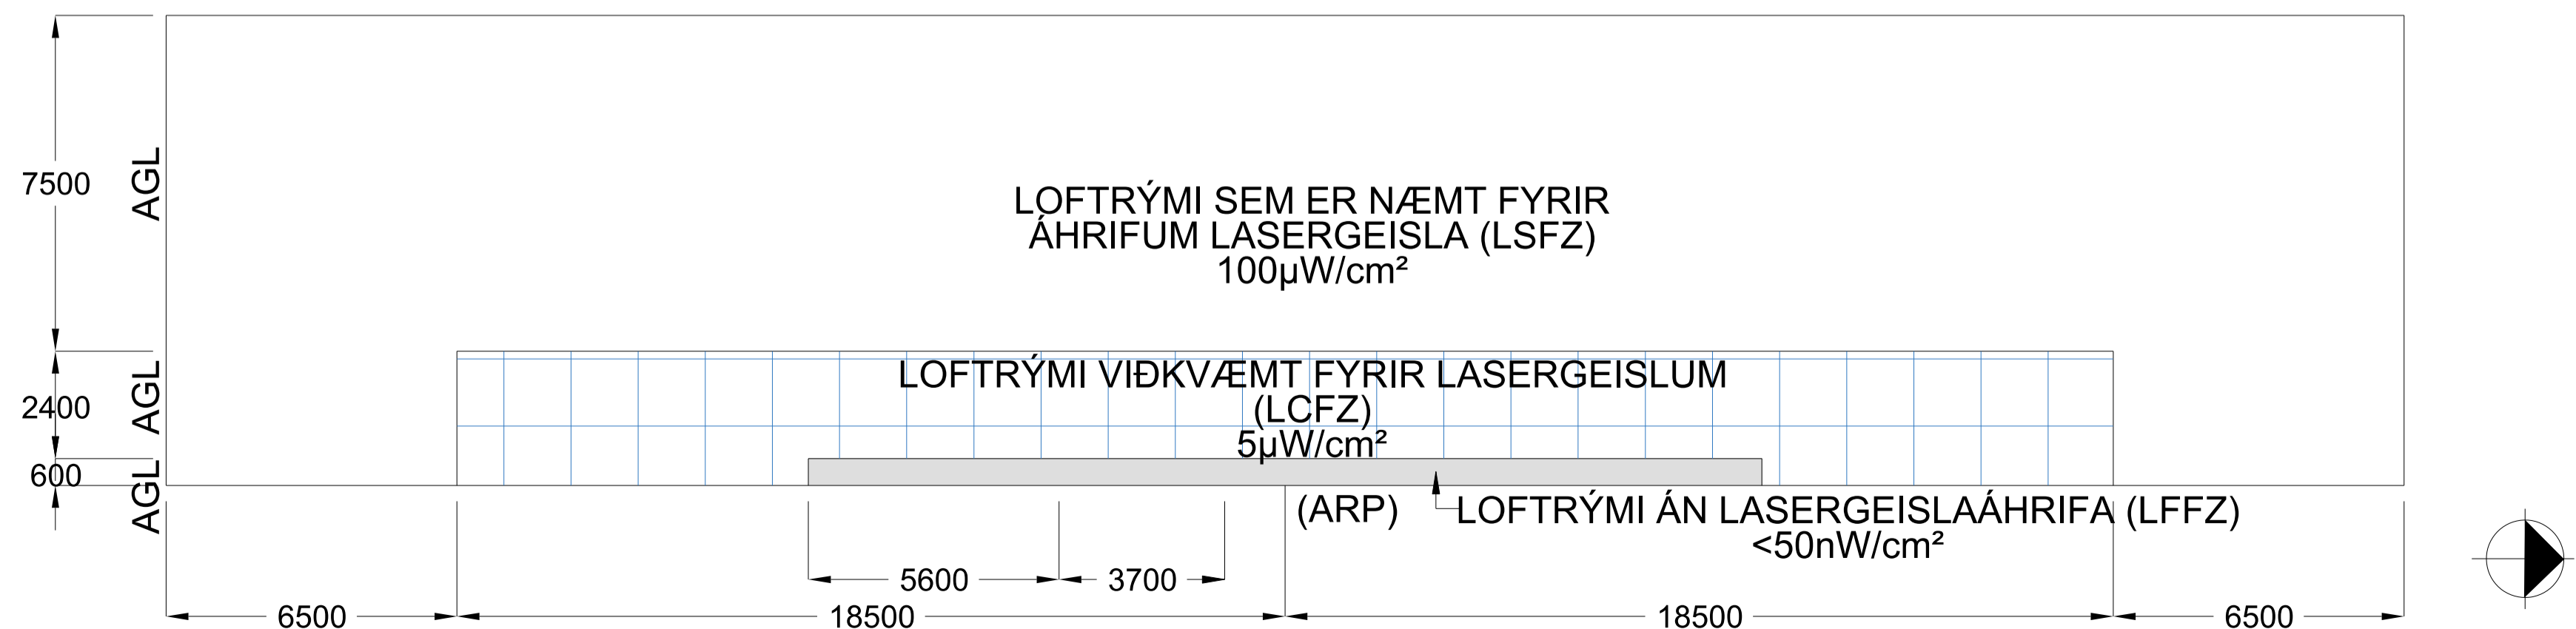 AGL
7500
LOFTRÝMI SEM ER NÆMT FYRIR
ÁHRIFUM LASERGEISLA (LSFZ)
100µW/cm²
AGL
2400
LOFTRÝMI VIÐKVÆMT FYRIR LASERGEISLUM
(LCFZ)
5µW/cm²
AGL
600
(ARP)
LOFTRÝMI ÁN LASERGEISLAÁHRIFA (LFFZ)
<50nW/cm²
5600
3700
6500
18500
18500
6500